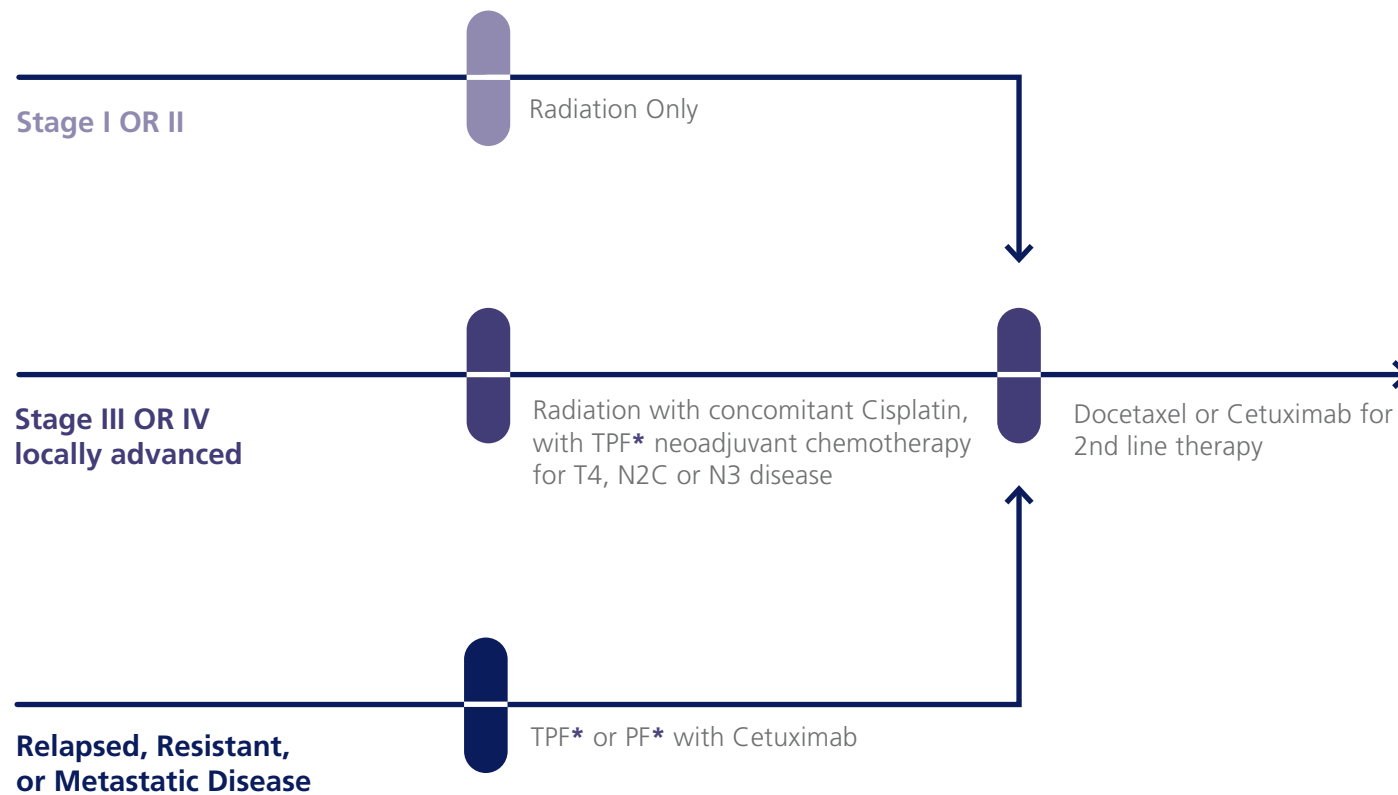 Radiation Only
Stage I OR II
Radiation with concomitant Cisplatin,
with TPF* neoadjuvant chemotherapy
for T4, N2C or N3 disease
Stage III OR IV
locally advanced
Docetaxel or Cetuximab for
2nd line therapy
TPF* or PF* with Cetuximab
Relapsed, Resistant,
or Metastatic Disease